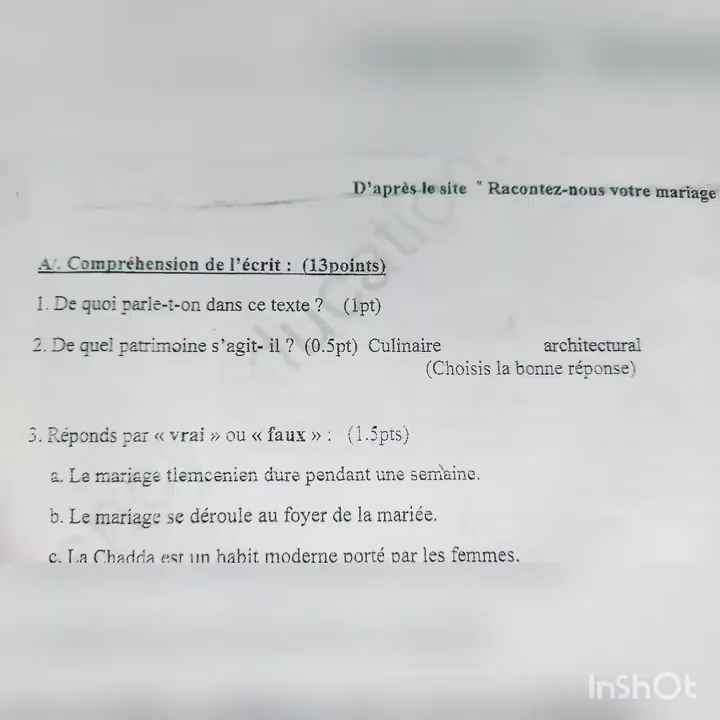 D'après le site " Racontez-nous votre mariage
A/. Compréhension de l'écrit : (13points)
1. De quoi parle-t-on dans ce texte ? (1pt)
2. De quel patrimoine s'agit- il ? (0.5pt) Culinaire architectural
(Choisis la bonne réponse)
3. Réponds par « vrai » ou « faux » : (1.5pts)
a. Le mariage tlemcenien dure pendant une semaine.
b. Le mariage se déroule au foyer de la mariée.
c. La Chadda est un habit moderne porté par les femmes.
InShOt